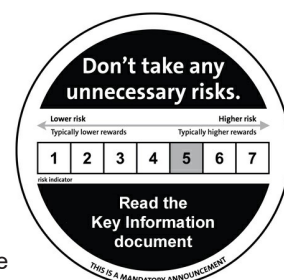 Don't take any
unnecessary risks.
Lower risk Higher risk
Typically lower rewards Typically higher rewards
1 2 3 4 5 6 7
risk indicator
Read the
Key Information
document
THIS IS A MANDATORY ANNOUNCEMENT
e